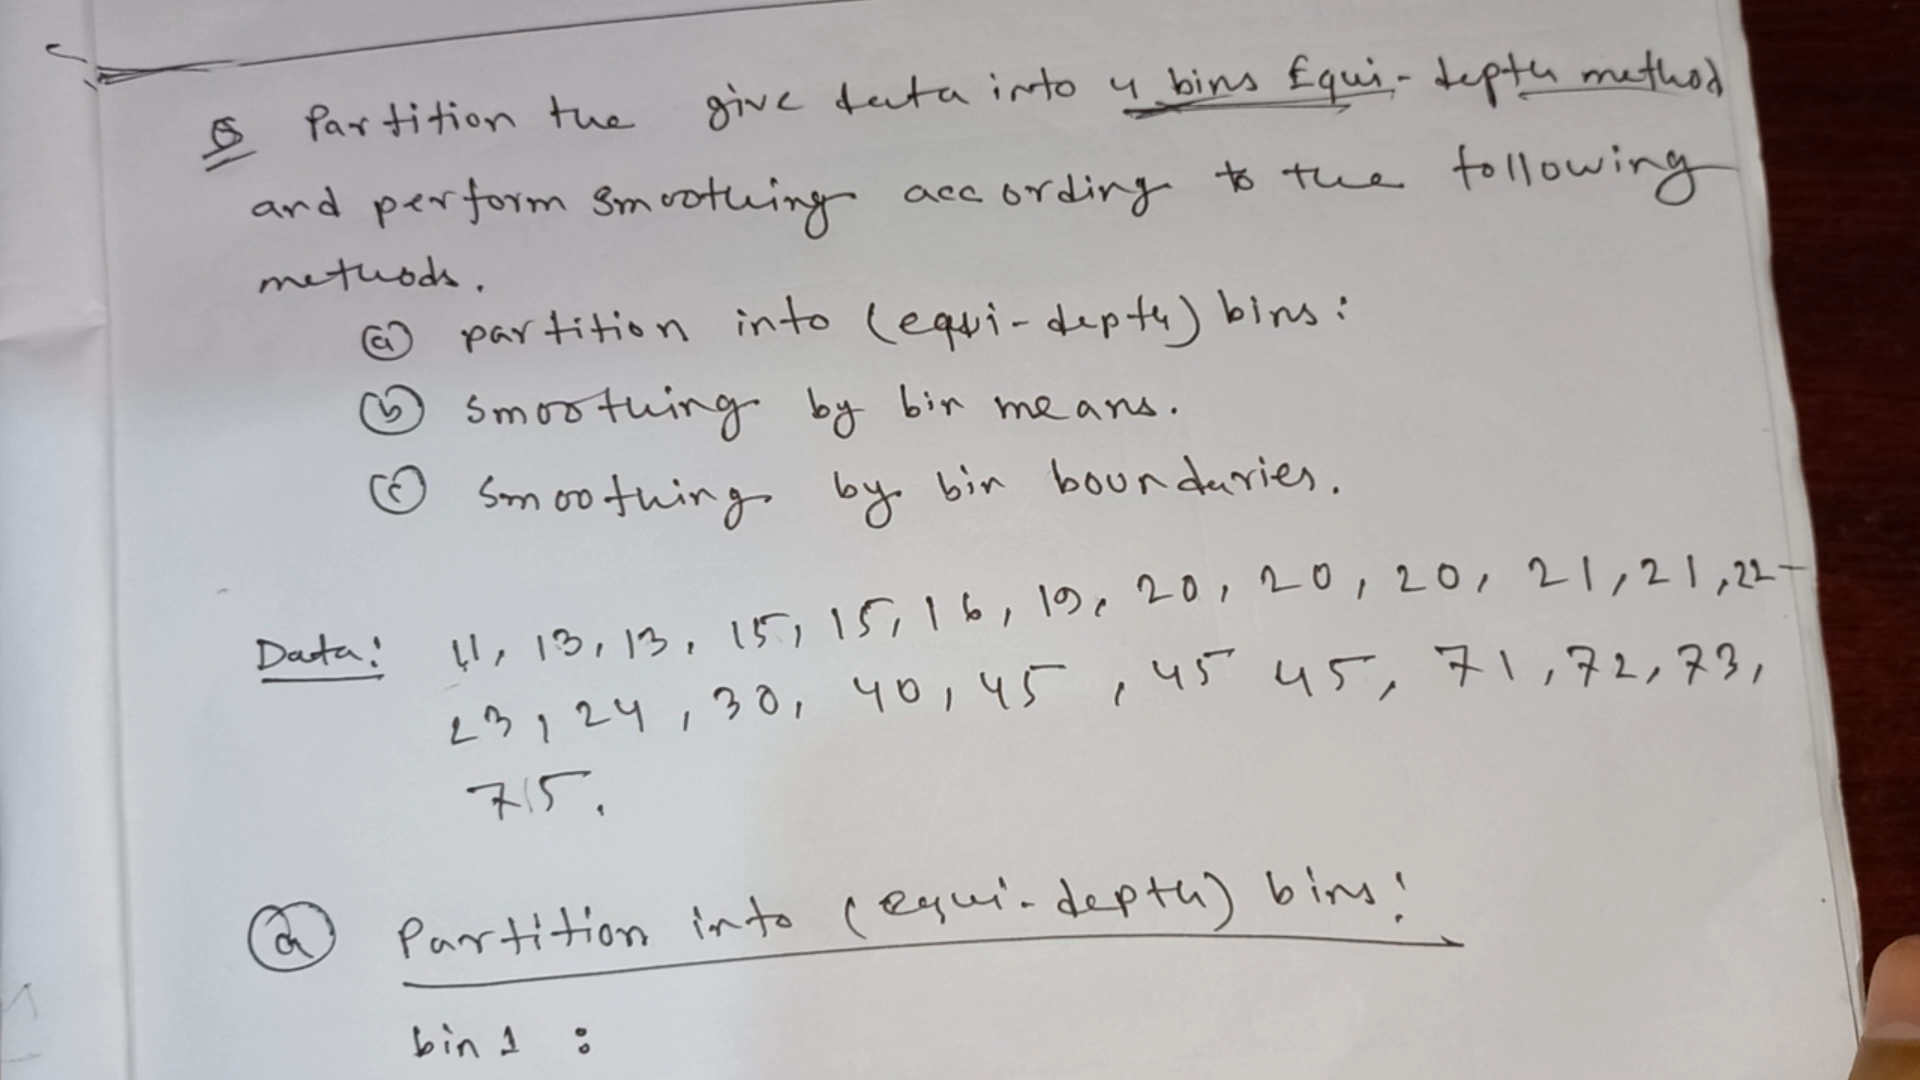 Q Partition the give data into 4 bins Equi-depth method
and perform smoothing according to the following
methods.
(a) partition into (equi-depth) bins:
(b) smoothing by bin means.
(c) smoothing by bin boundaries.
Data: 11, 13, 13, 15, 15, 16, 19, 20, 20, 20, 21, 21, 22
23, 24, 30, 40, 45, 45 45, 71, 72, 73,
75.
(a) Partition into (equi-depth) bins:
bin 1 :